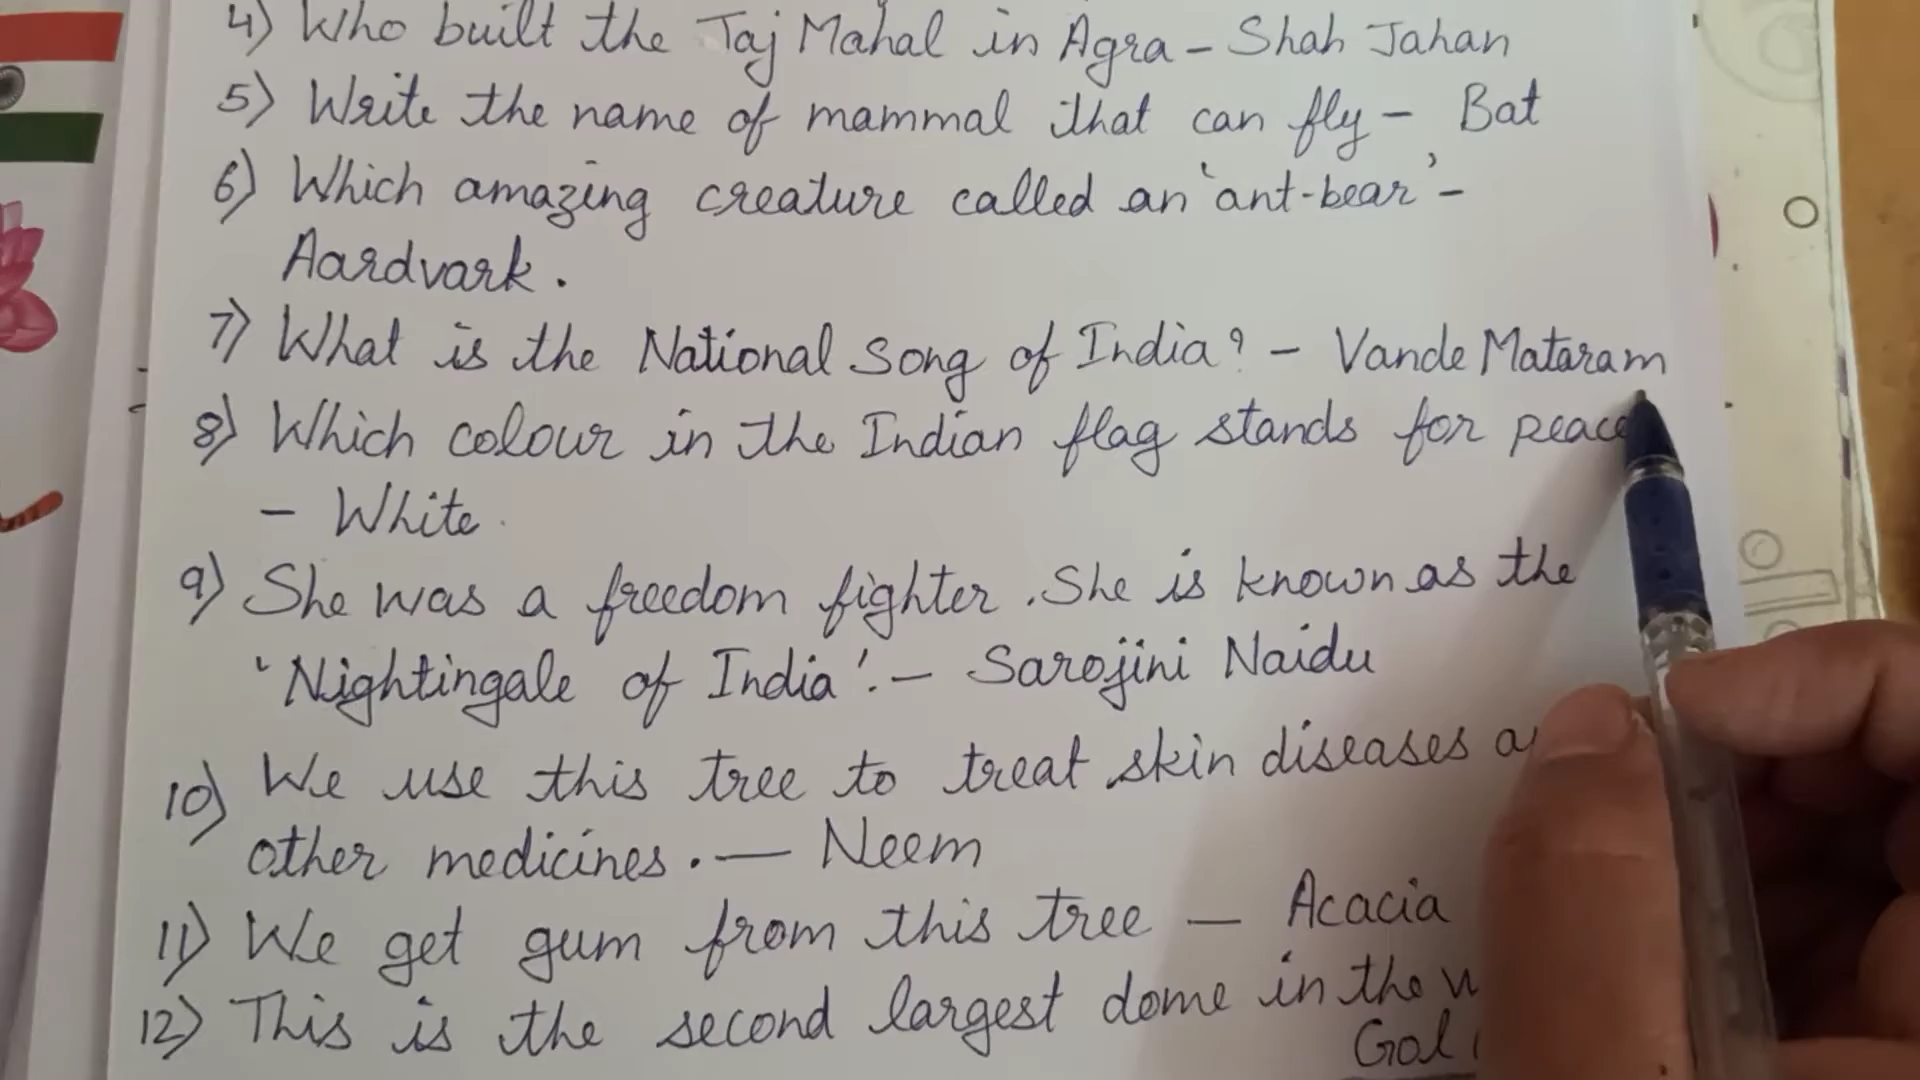 4) Who built the Taj Mahal in Agra - Shah Jahan
5) Write the name of mammal that can fly - Bat
6) Which amazing creature called an 'ant-bear' -
Aardvark.
7) What is the National Song of India? - Vande Mataram
8) Which colour in the Indian flag stands for peace
- White
9) She was a freedom fighter. She is known as the
'Nightingale of India'. - Sarojini Naidu
10) We use this tree to treat skin diseases
other medicines. - Neem
11) We get gum from this tree - Acacia
12) This is the second largest dome in the
Gol